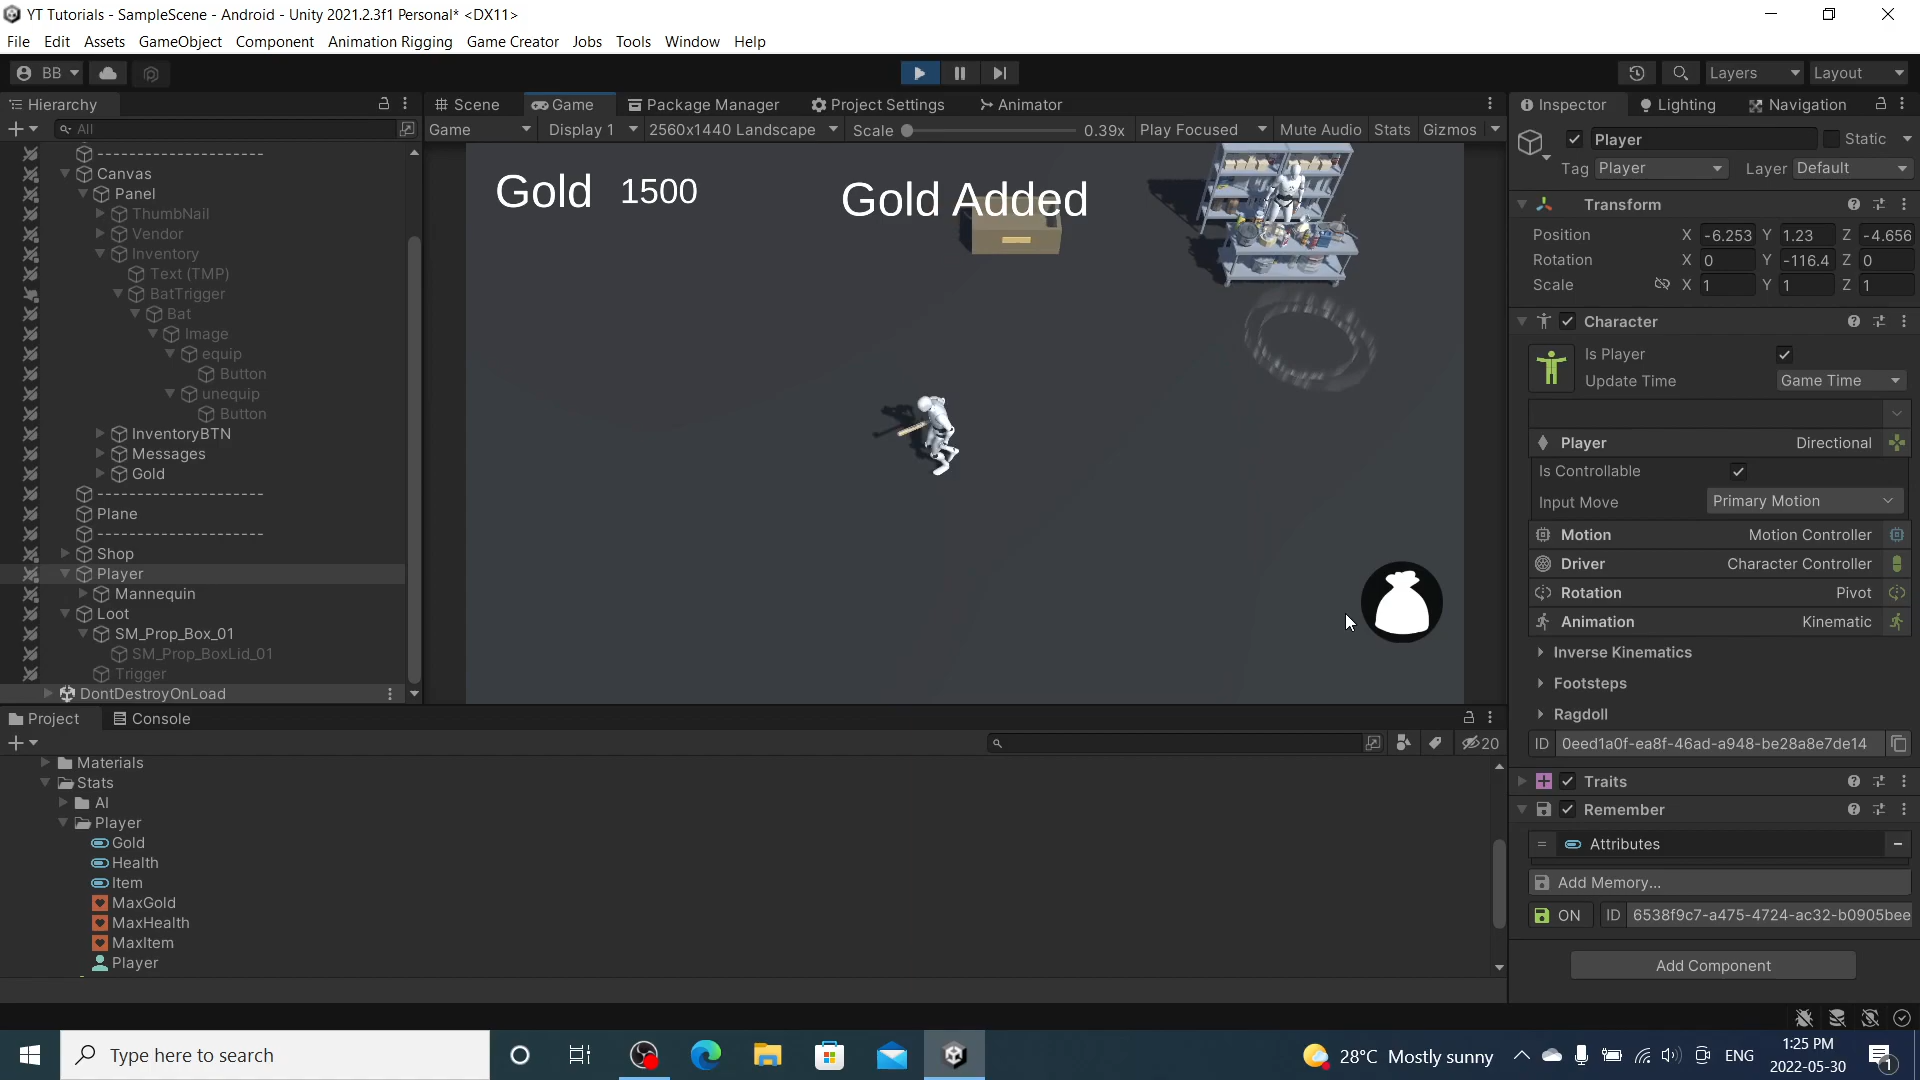 YT Tutorials - SampleScene - Android - Unity 2021.2.3f1 Personal* <DX11>
File Edit Assets GameObject Component Animation Rigging Game Creator Jobs Tools Window Help
BB Layers Layout
Hierarchy Scene Game Package Manager Project Settings Animator Inspector Lighting Navigation
All Game Display 1 2560x1440 Landscape Scale 0.39x Play Focused Mute Audio Stats Gizmos
Player Static
Tag Player Layer Default
Gold 1500 Gold Added
----------------------
Canvas
Panel
ThumbNail
Vendor
Inventory
Text (TMP)
BatTrigger
Bat
Image
equip
Button
unequip
Button
InventoryBTN
Messages
Gold
----------------------
Plane
----------------------
Shop
Player
Mannequin
Loot
SM_Prop_Box_01
SM_Prop_BoxLid_01
Trigger
DontDestroyOnLoad
Transform
Position X -6.253 Y 1.23 Z -4.656
Rotation X 0 Y -116.4 Z 0
Scale X 1 Y 1 Z 1
Character
Is Player
Update Time Game Time
Player Directional
Is Controllable
Input Move Primary Motion
Motion Motion Controller
Driver Character Controller
Rotation Pivot
Animation Kinematic
Inverse Kinematics
Footsteps
Ragdoll
ID 0eed1a0f-ea8f-46ad-a948-be28a8e7de14
Traits
Remember
Attributes
Add Memory...
ON ID 6538f9c7-a475-4724-ac32-b0905bee
Add Component
Project Console
20
Materials
Stats
AI
Player
Gold
Health
Item
MaxGold
MaxHealth
MaxItem
Player
Type here to search
28°C Mostly sunny ENG
1:25 PM
2022-05-30
1